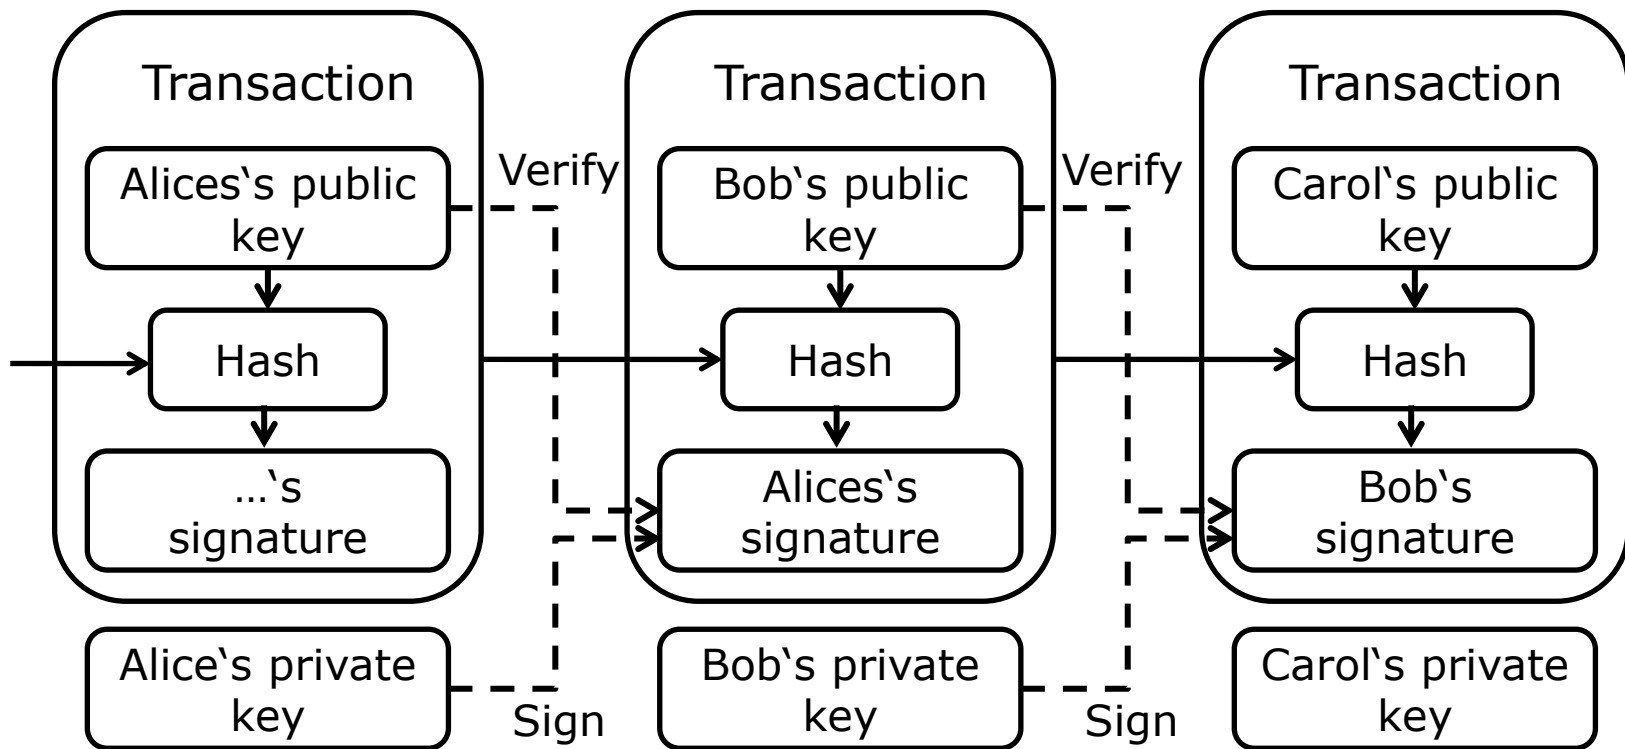 Transaction
Alices‘s public
key
Hash
...‘s
signature
Alice‘s private
key
Verify
Sign
Transaction
Bob‘s public
key
Hash
Alices‘s
signature
Bob‘s private
key
Verify
Sign
Transaction
Carol‘s public
key
Hash
Bob‘s
signature
Carol‘s private
key